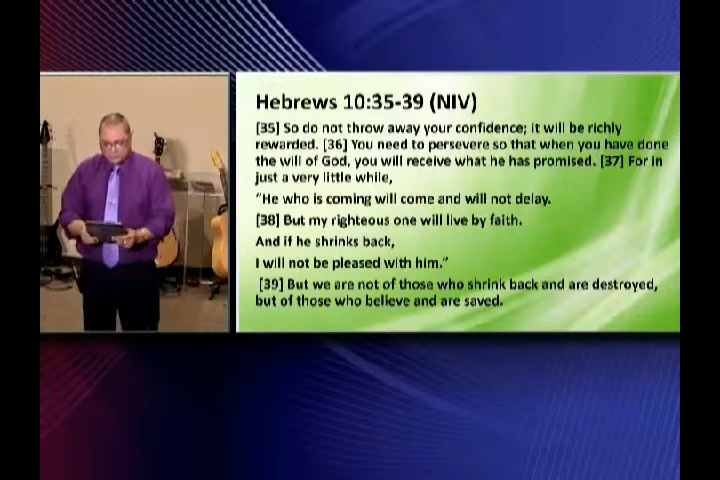 Hebrews 10:35-39 (NIV)
[35] So do not throw away your confidence; it will be richly
rewarded. [36] You need to persevere so that when you have done
the will of God, you will receive what he has promised. [37] For in
just a very little while,
“He who is coming will come and will not delay.
[38] But my righteous one will live by faith.
And if he shrinks back,
I will not be pleased with him.”
[39] But we are not of those who shrink back and are destroyed,
but of those who believe and are saved.